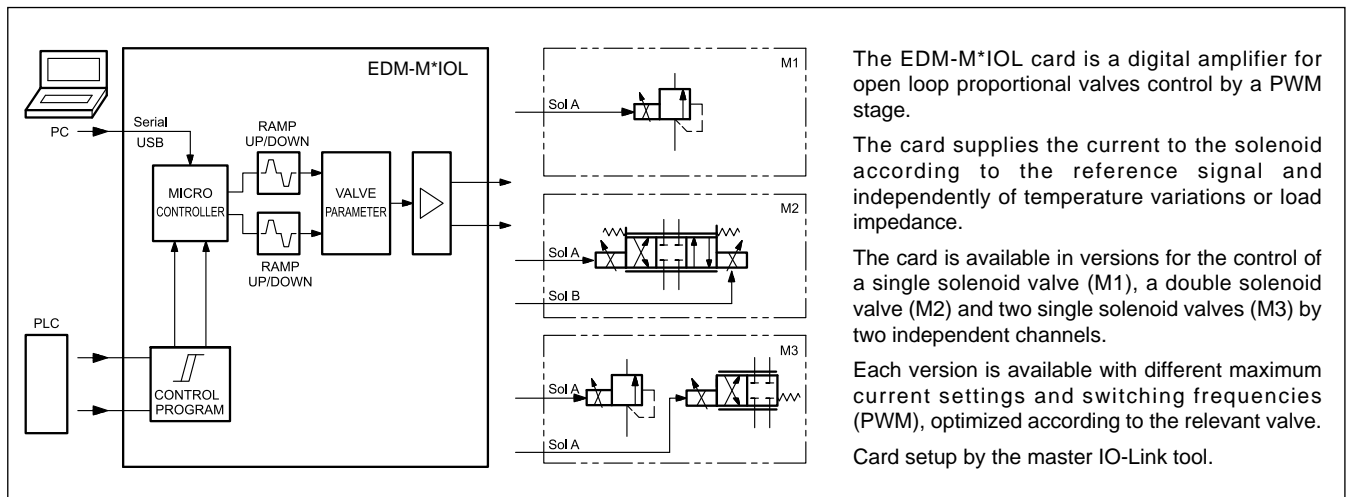 EDM-M*IOL
PC
Serial
USB
RAMP
UP/DOWN
MICRO
CONTROLLER
VALVE
PARAMETER
RAMP
UP/DOWN
PLC
CONTROL
PROGRAM
M1
Sol A
M2
Sol A
Sol B
M3
Sol A
Sol A
The EDM-M*IOL card is a digital amplifier for
open loop proportional valves control by a PWM
stage.
The card supplies the current to the solenoid
according to the reference signal and
independently of temperature variations or load
impedance.
The card is available in versions for the control of
a single solenoid valve (M1), a double solenoid
valve (M2) and two single solenoid valves (M3) by
two independent channels.
Each version is available with different maximum
current settings and switching frequencies
(PWM), optimized according to the relevant valve.
Card setup by the master IO-Link tool.